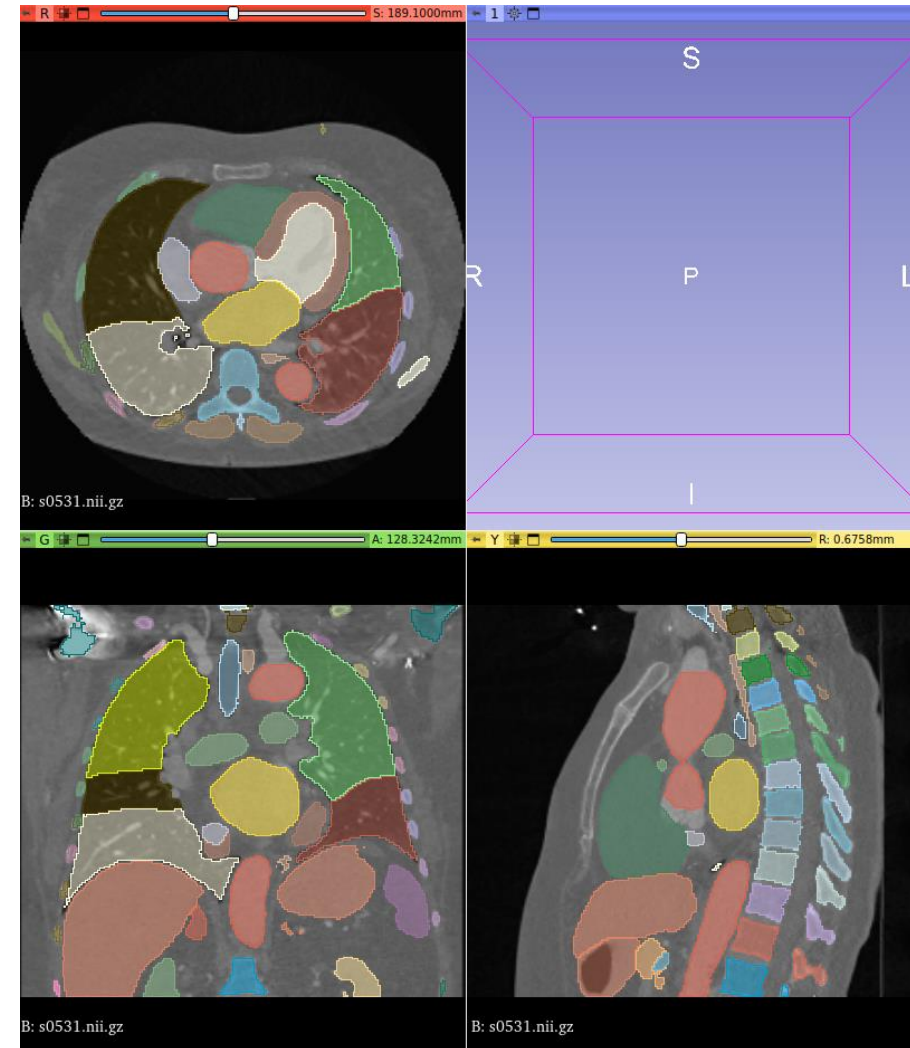 R S: 189.1000mm
1
S
R P L
I
P
B: s0531.nii.gz
G A: 128.3242mm
Y R: 0.6758mm
B: s0531.nii.gz
B: s0531.nii.gz